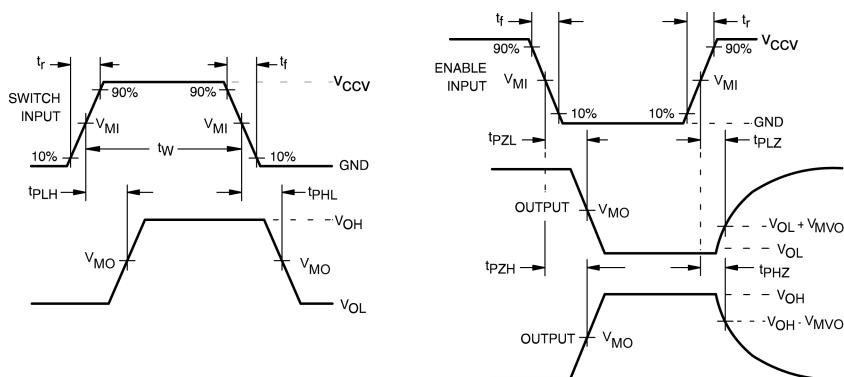 tr
tf
VCCV
SWITCH
INPUT
90%
90%
VMI
VMI
tW
10%
10%
GND
tPLH
tPHL
VOH
VMO
VMO
VOL
tf
tr
VCCV
90%
90%
ENABLE
INPUT
VMI
VMI
10%
10%
GND
tPZL
tPLZ
OUTPUT
VMO
VOL + VMVO
VOL
tPZH
tPHZ
VOH
VOH - VMVO
OUTPUT
VMO